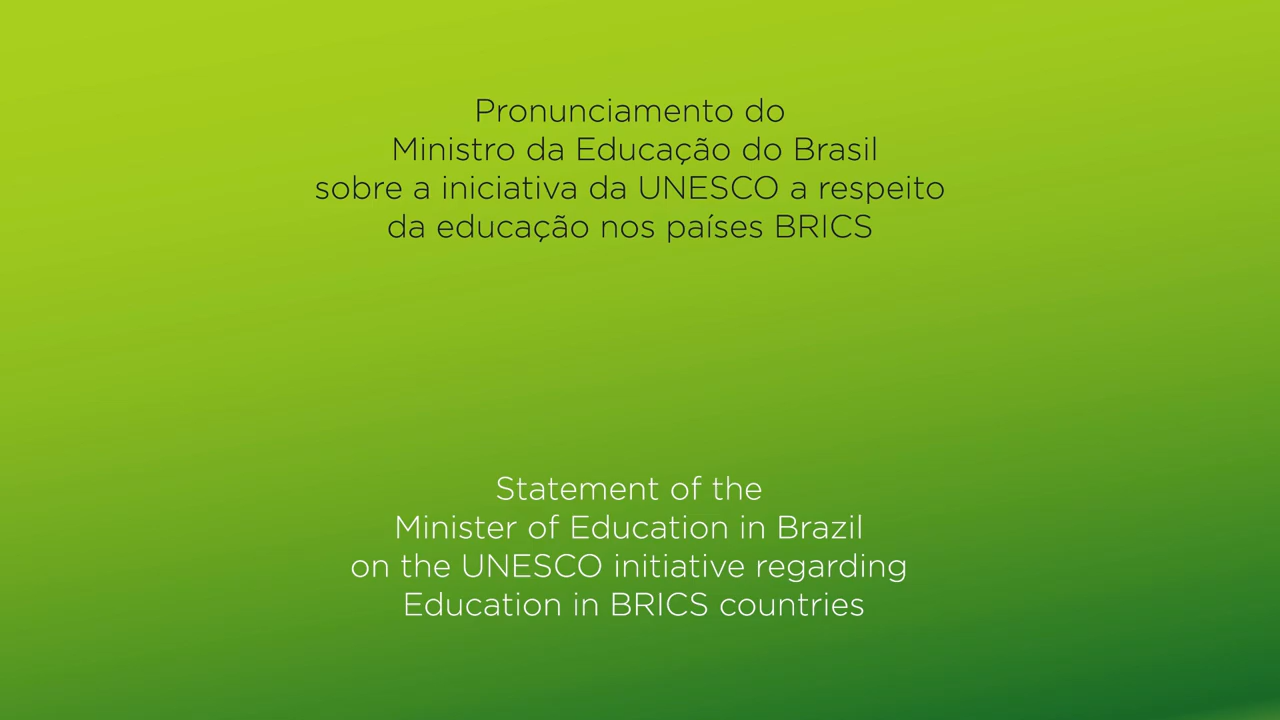 Pronunciamento do
Ministro da Educação do Brasil
sobre a iniciativa da UNESCO a respeito
da educação nos países BRICS
Statement of the
Minister of Education in Brazil
on the UNESCO initiative regarding
Education in BRICS countries